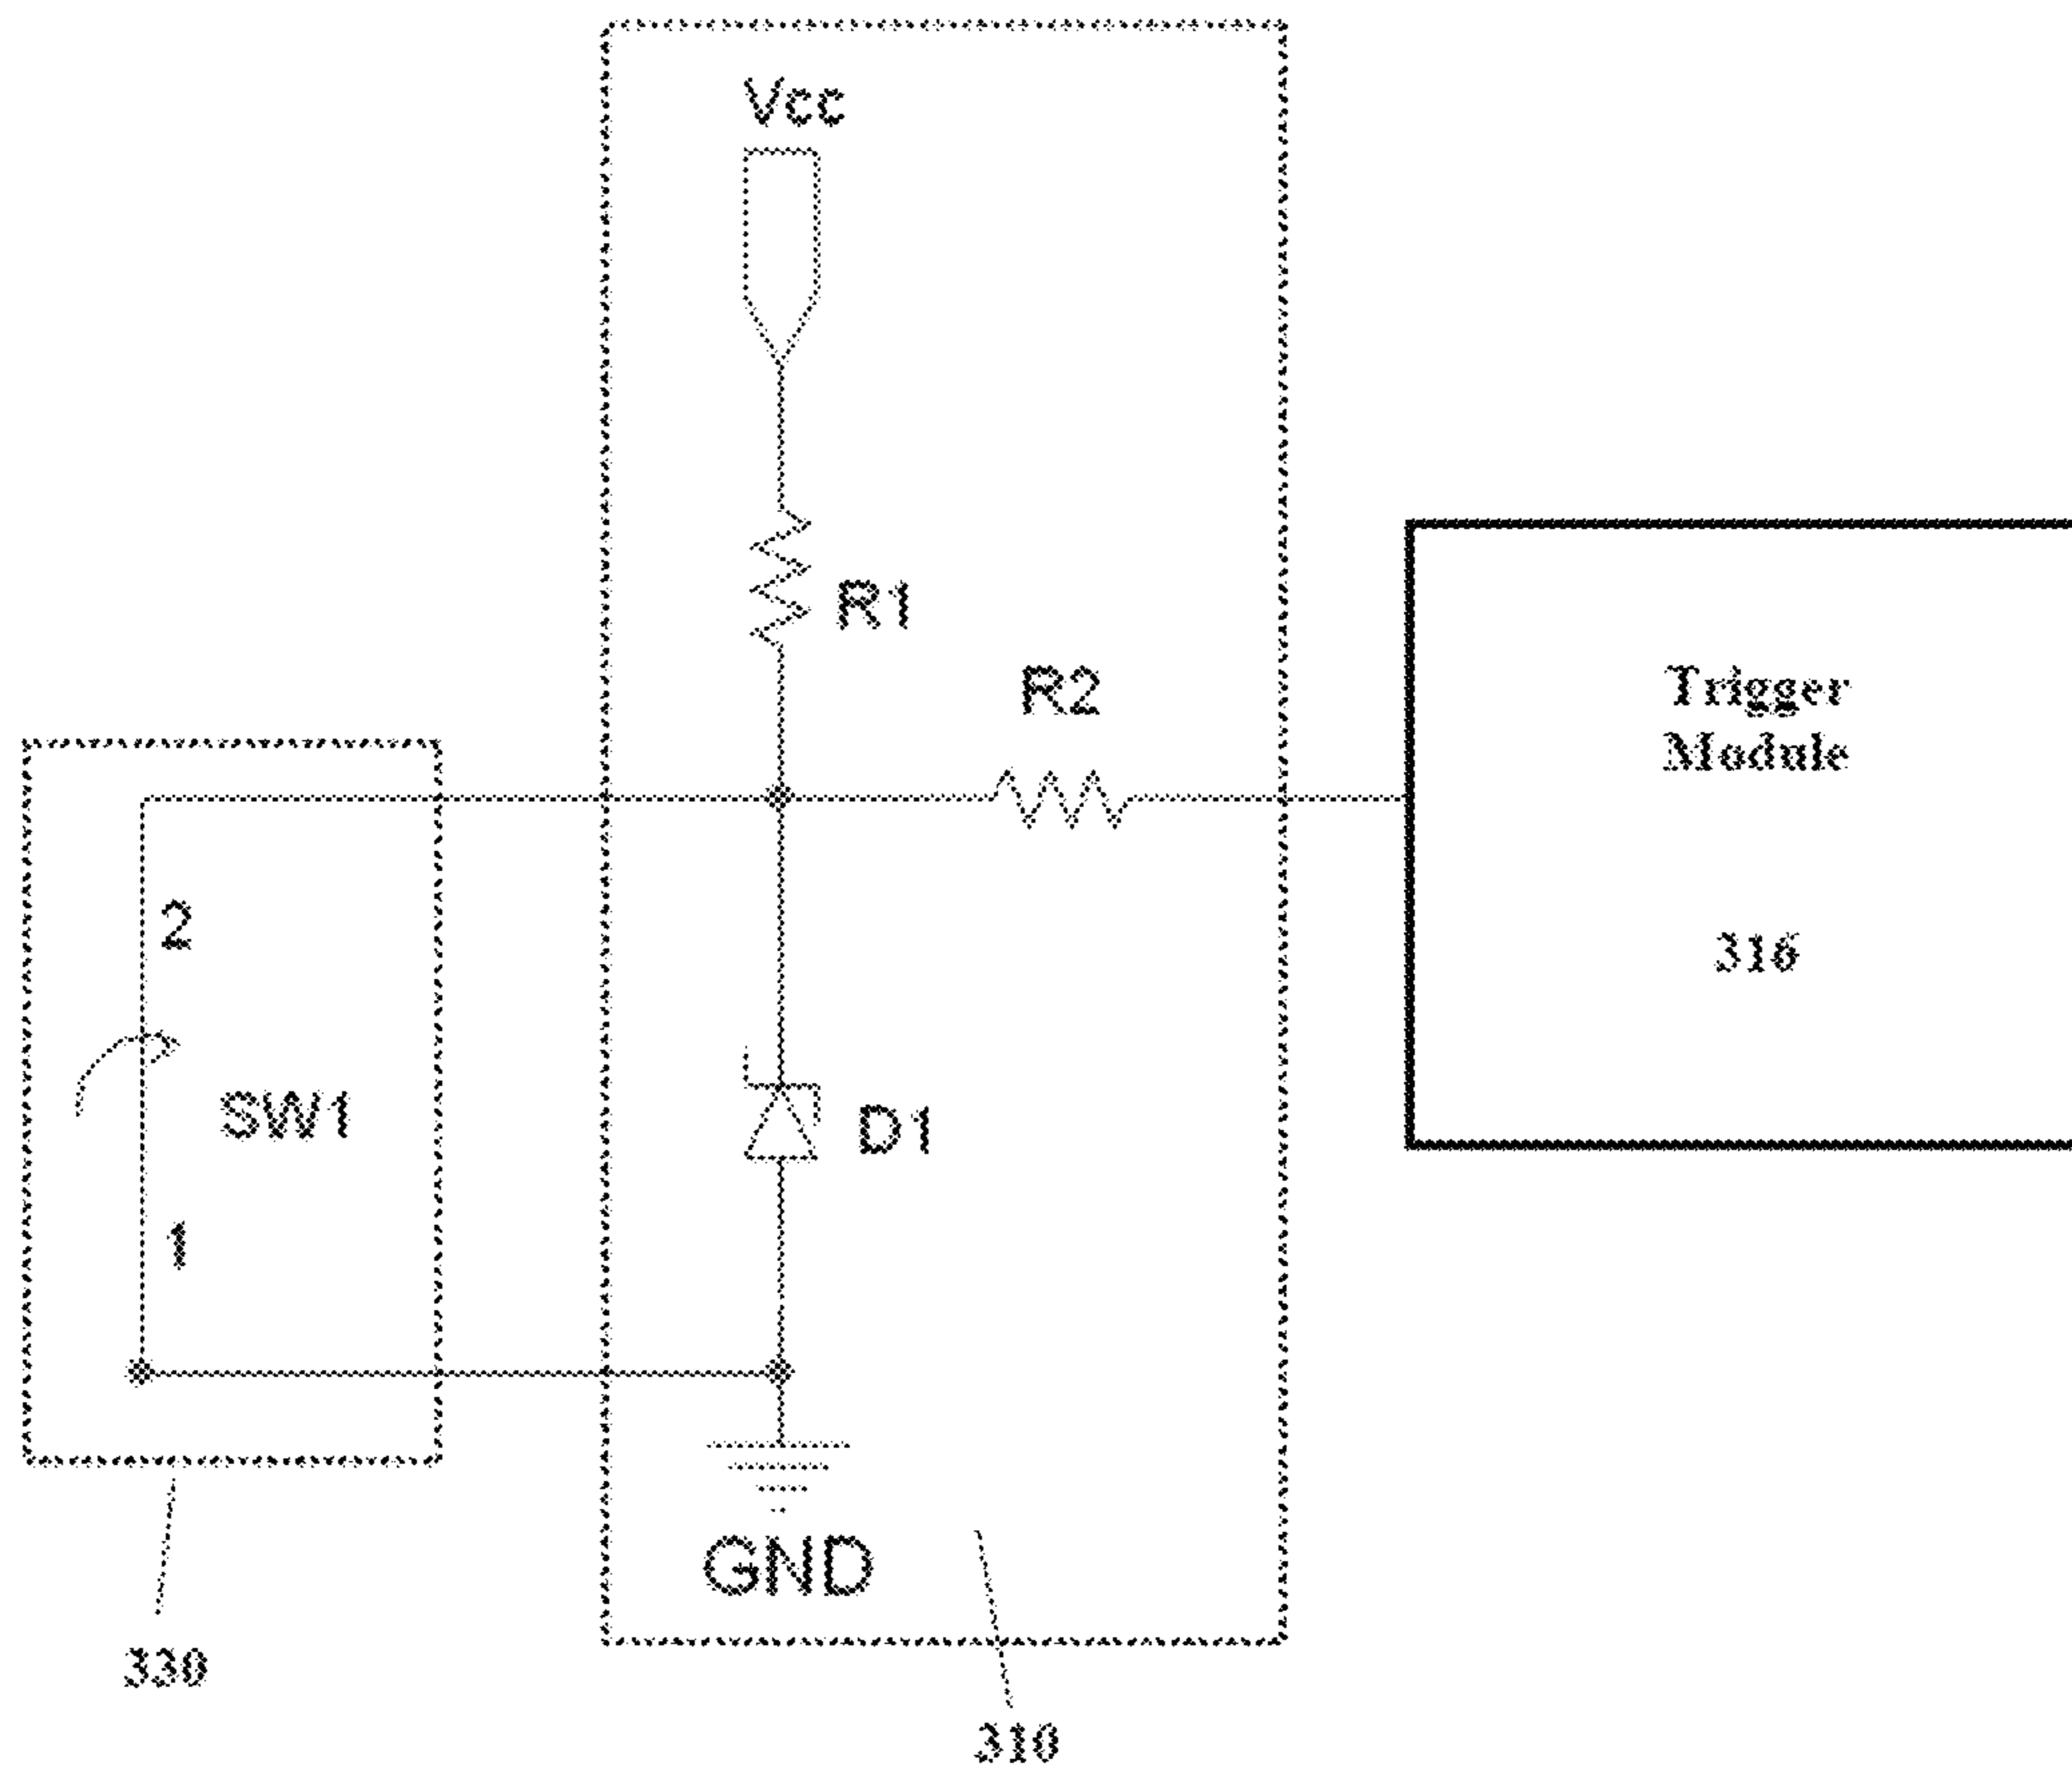 Vcc
R1
R2
Trigger
Module
2
316
SW1
D1
1
GND
330
310